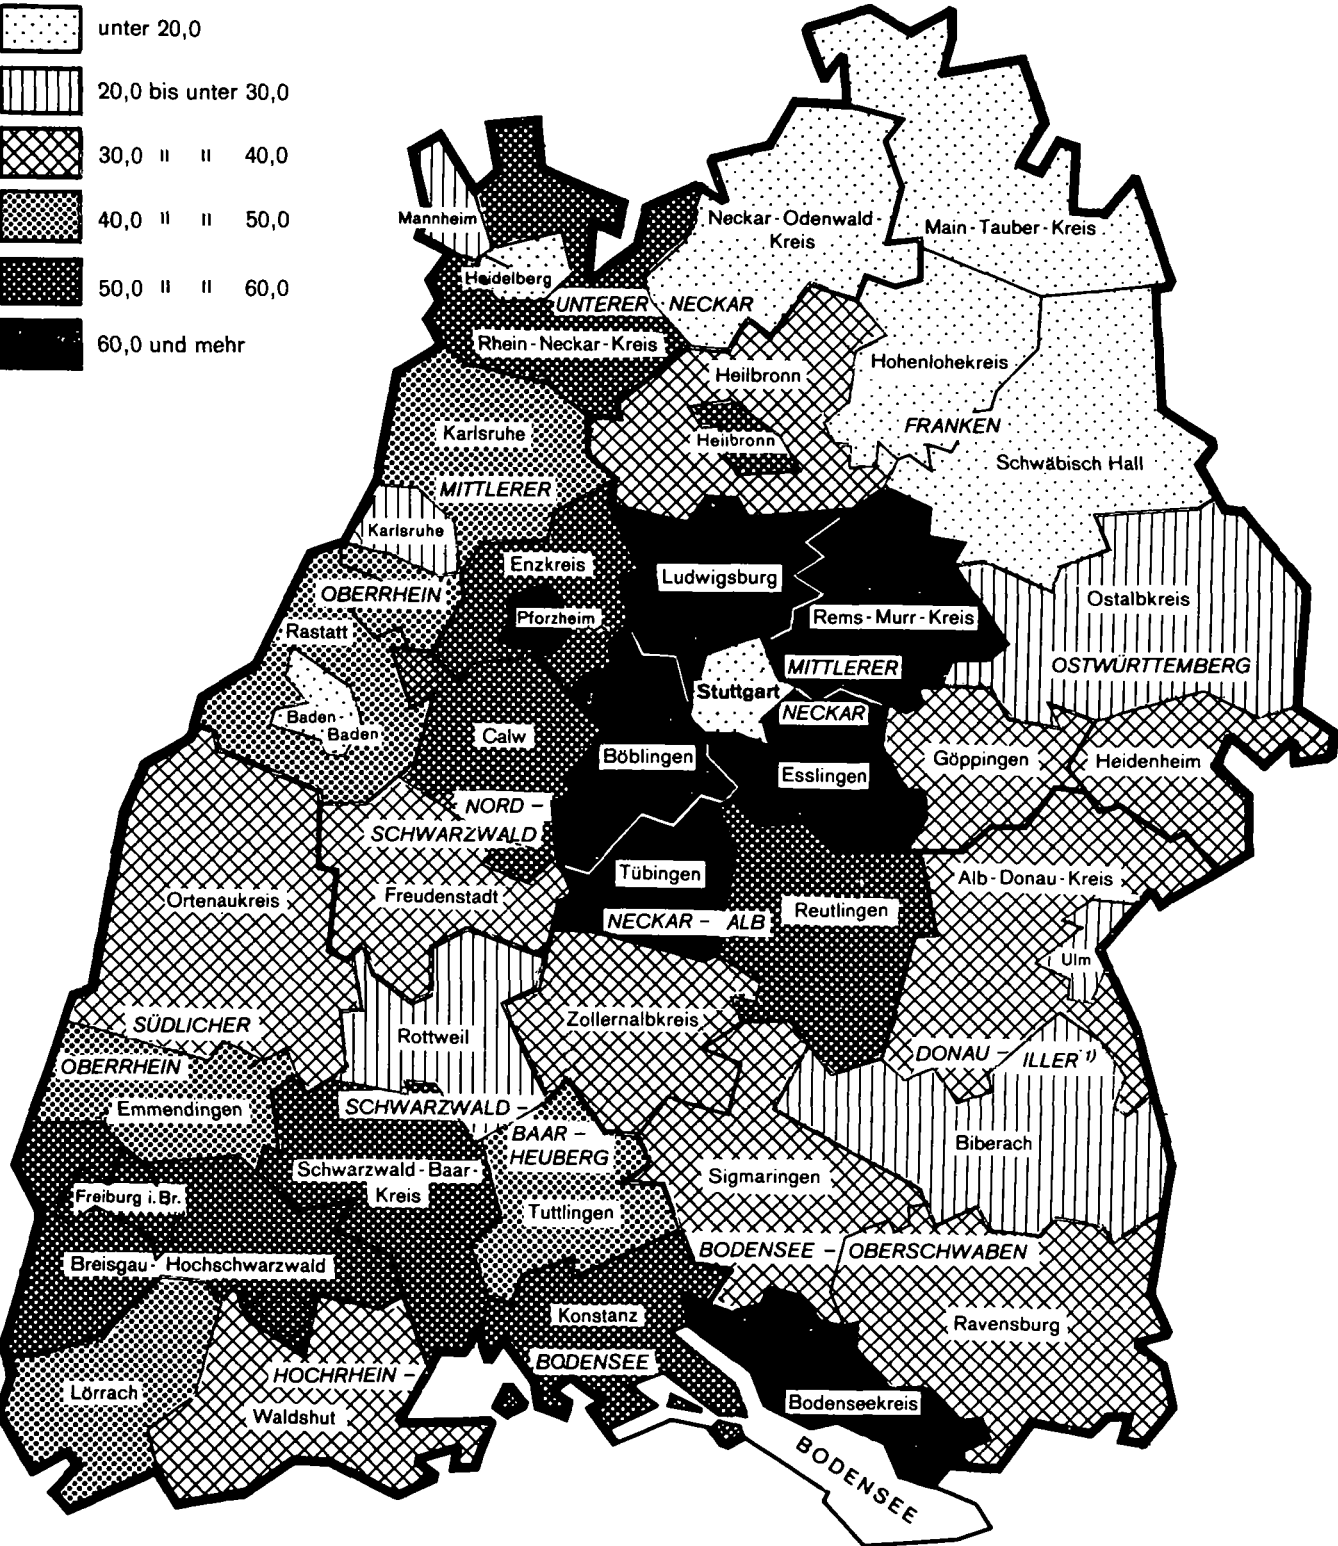 unter 20,0
20,0 bis unter 30,0
30,0 " " 40,0
40,0 " " 50,0
50,0 " " 60,0
60,0 und mehr
Mannheim
Neckar-Odenwald-
Kreis
Main-Tauber-Kreis
Heidelberg
UNTERER NECKAR
Rhein-Neckar-Kreis
Hohenlohekreis
Heilbronn
FRANKEN
Karlsruhe
Heilbronn
Schwäbisch Hall
MITTLERER
Karlsruhe
Enzkreis
Ludwigsburg
OBERRHEIN
Ostalbkreis
Pforzheim
Rems-Murr-Kreis
Rastatt
MITTLERER
OSTWÜRTTEMBERG
Stuttgart
NECKAR
Baden-
Baden
Calw
Böblingen
Göppingen
Heidenheim
Esslingen
NORD-
SCHWARZWALD
Tübingen
Alb-Donau-Kreis
Ortenaukreis
Freudenstadt
Reutlingen
NECKAR - ALB
Ulm
SÜDLICHER
Zollernalbkreis
Rottweil
OBERRHEIN
DONAU - ILLER 1)
Emmendingen
SCHWARZWALD-
BAAR-
HEUBERG
Biberach
Schwarzwald-Baar-
Kreis
Sigmaringen
Freiburg i. Br.
Tuttlingen
BODENSEE - OBERSCHWABEN
Breisgau-Hochschwarzwald
Konstanz
Ravensburg
BODENSEE
HOCHRHEIN-
Lörrach
Waldshut
Bodenseekreis
BODENSEE